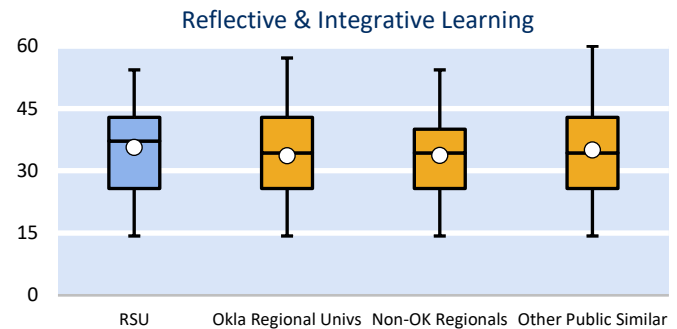 Reflective & Integrative Learning
60
45
30
15
0
RSU Okla Regional Univs Non-OK Regionals Other Public Similar